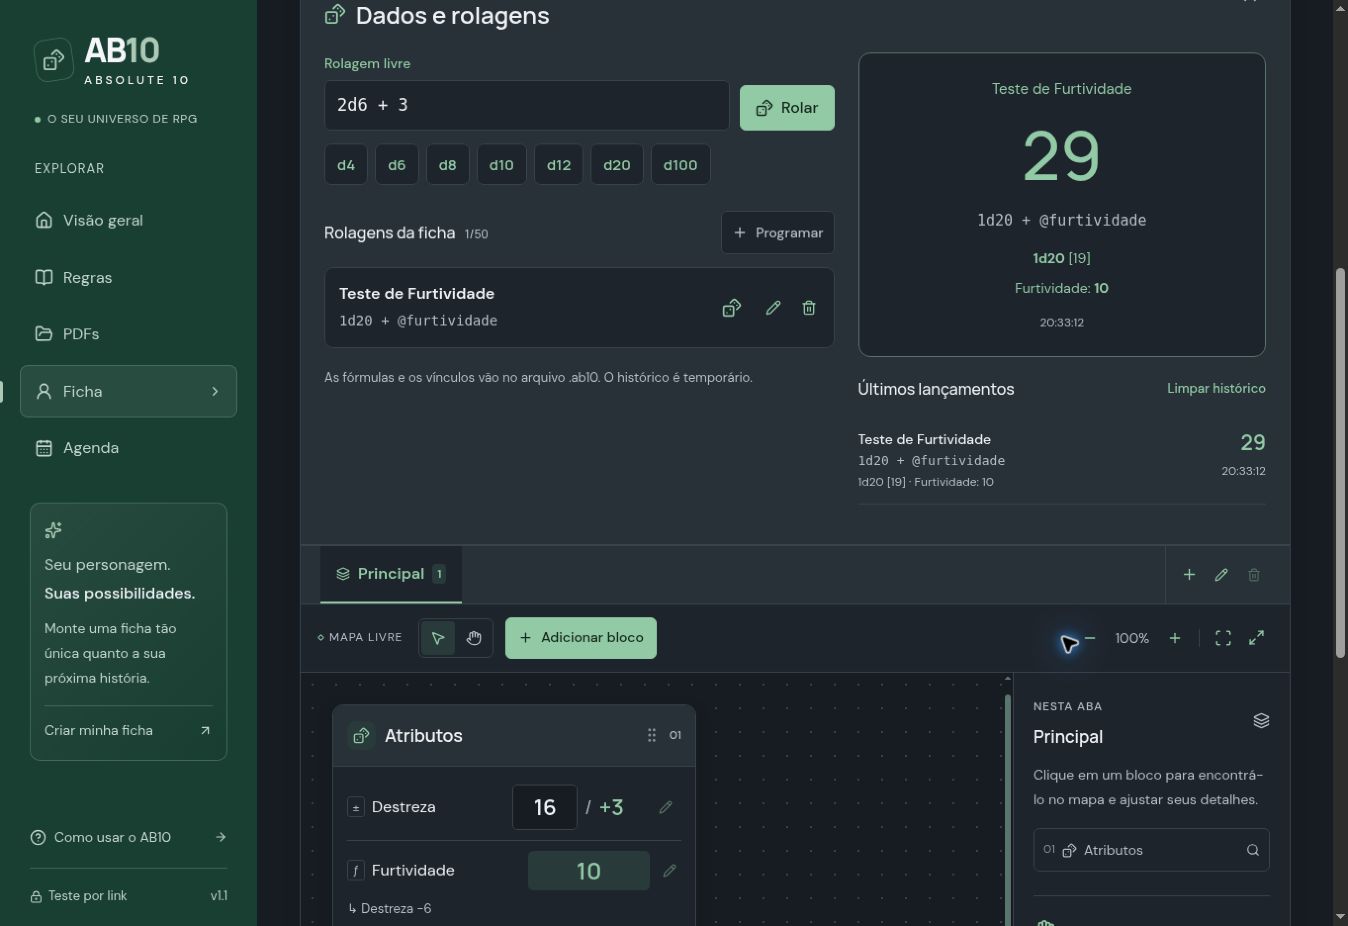 AB10
ABSOLUTE 10
O SEU UNIVERSO DE RPG
EXPLORAR
Visão geral
Regras
PDFs
Ficha
Agenda
Seu personagem.
Suas possibilidades.
Monte uma ficha tão
única quanto a sua
próxima história.
Criar minha ficha
Como usar o AB10
Teste por link v1.1
Dados e rolagens
Rolagem livre
2d6 + 3
Rolar
d4 d6 d8 d10 d12 d20 d100
Rolagens da ficha 1/50
Programar
Teste de Furtividade
1d20 + @furtividade
As fórmulas e os vínculos vão no arquivo .ab10. O histórico é temporário.
Teste de Furtividade
29
1d20 + @furtividade
1d20 [19]
Furtividade: 10
20:33:12
Últimos lançamentos Limpar histórico
Teste de Furtividade 29
1d20 + @furtividade
20:33:12
1d20 [19] · Furtividade: 10
Principal 1
MAPA LIVRE
Adicionar bloco
100%
Atributos 01
± Destreza 16 / +3
ƒ Furtividade 10
↳ Destreza -6
NESTA ABA
Principal
Clique em um bloco para encontrá-
lo no mapa e ajustar seus detalhes.
01 Atributos